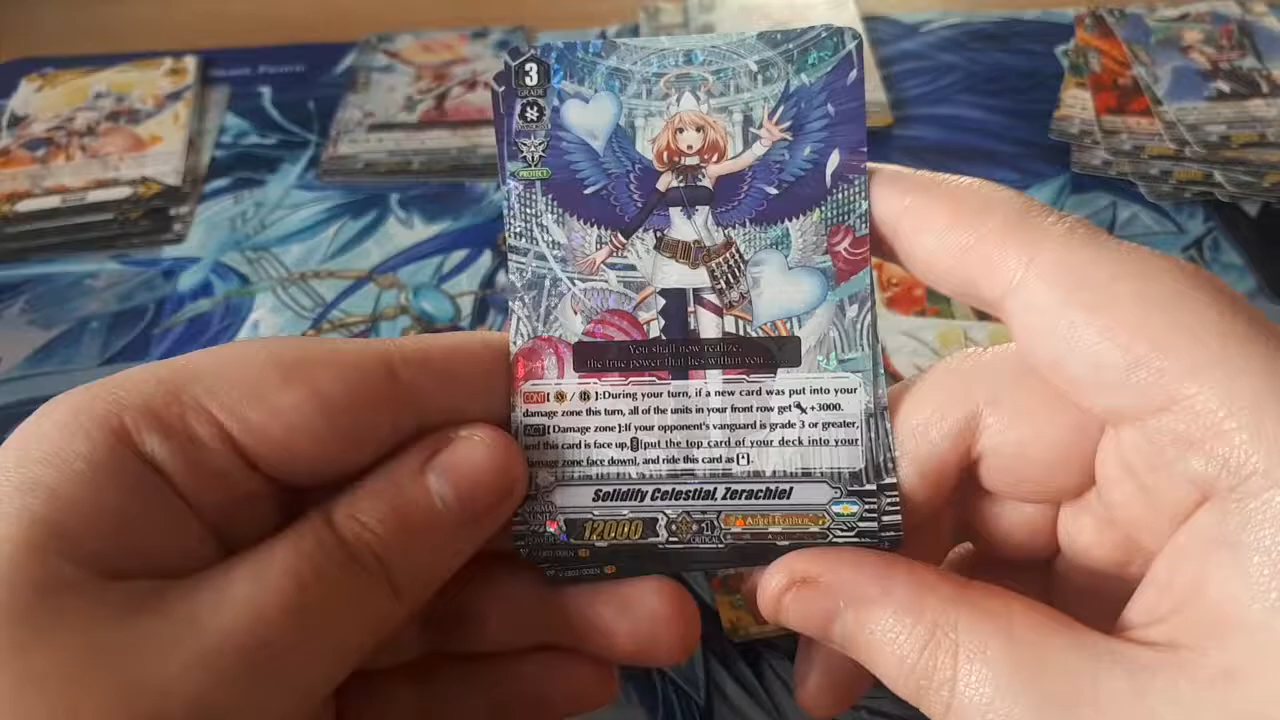 3
GRADE
PROTECT
You shall now realize,
the true power that lies within you......
CONT[ / ]:During your turn, if a new card was put into your
damage zone this turn, all of the units in your front row get +3000.
ACT[Damage zone]:If your opponent's vanguard is grade 3 or greater,
and this card is face up, [put the top card of your deck into your
damage zone face down], and ride this card as [ ].
Solidify Celestial, Zerachiel
NORMAL
UNIT
POWER 12000 1
CRITICAL
Angel Feather
Angel